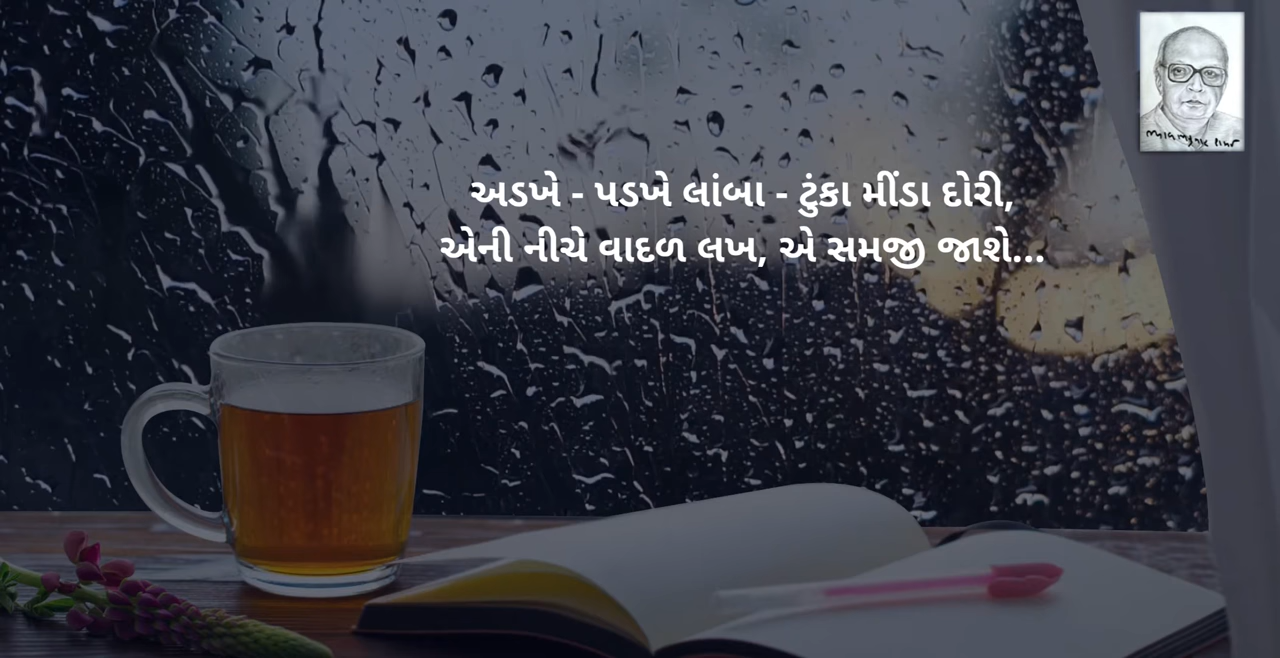 અડખે - પડખે લાંબા - ટુંકા મીંડા દોરી,
એની નીચે વાદળ લખ, એ સમજી જાશે...